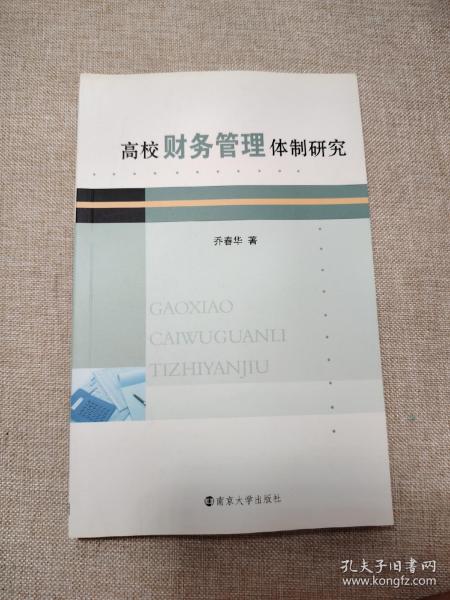 高校财务管理体制研究
乔春华 著
GAOXIAO
CAIWUGUANLI
TIZHIYANJIU
南京大学出版社
孔夫子旧书网
www.kongfz.com